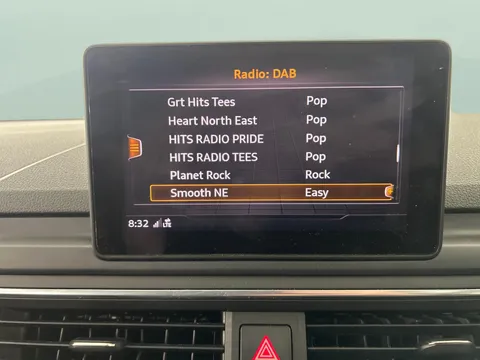 Radio: DAB
Grt Hits Tees Pop
Heart North East Pop
HITS RADIO PRIDE Pop
HITS RADIO TEES Pop
Planet Rock Rock
Smooth NE Easy
8:32 LTE